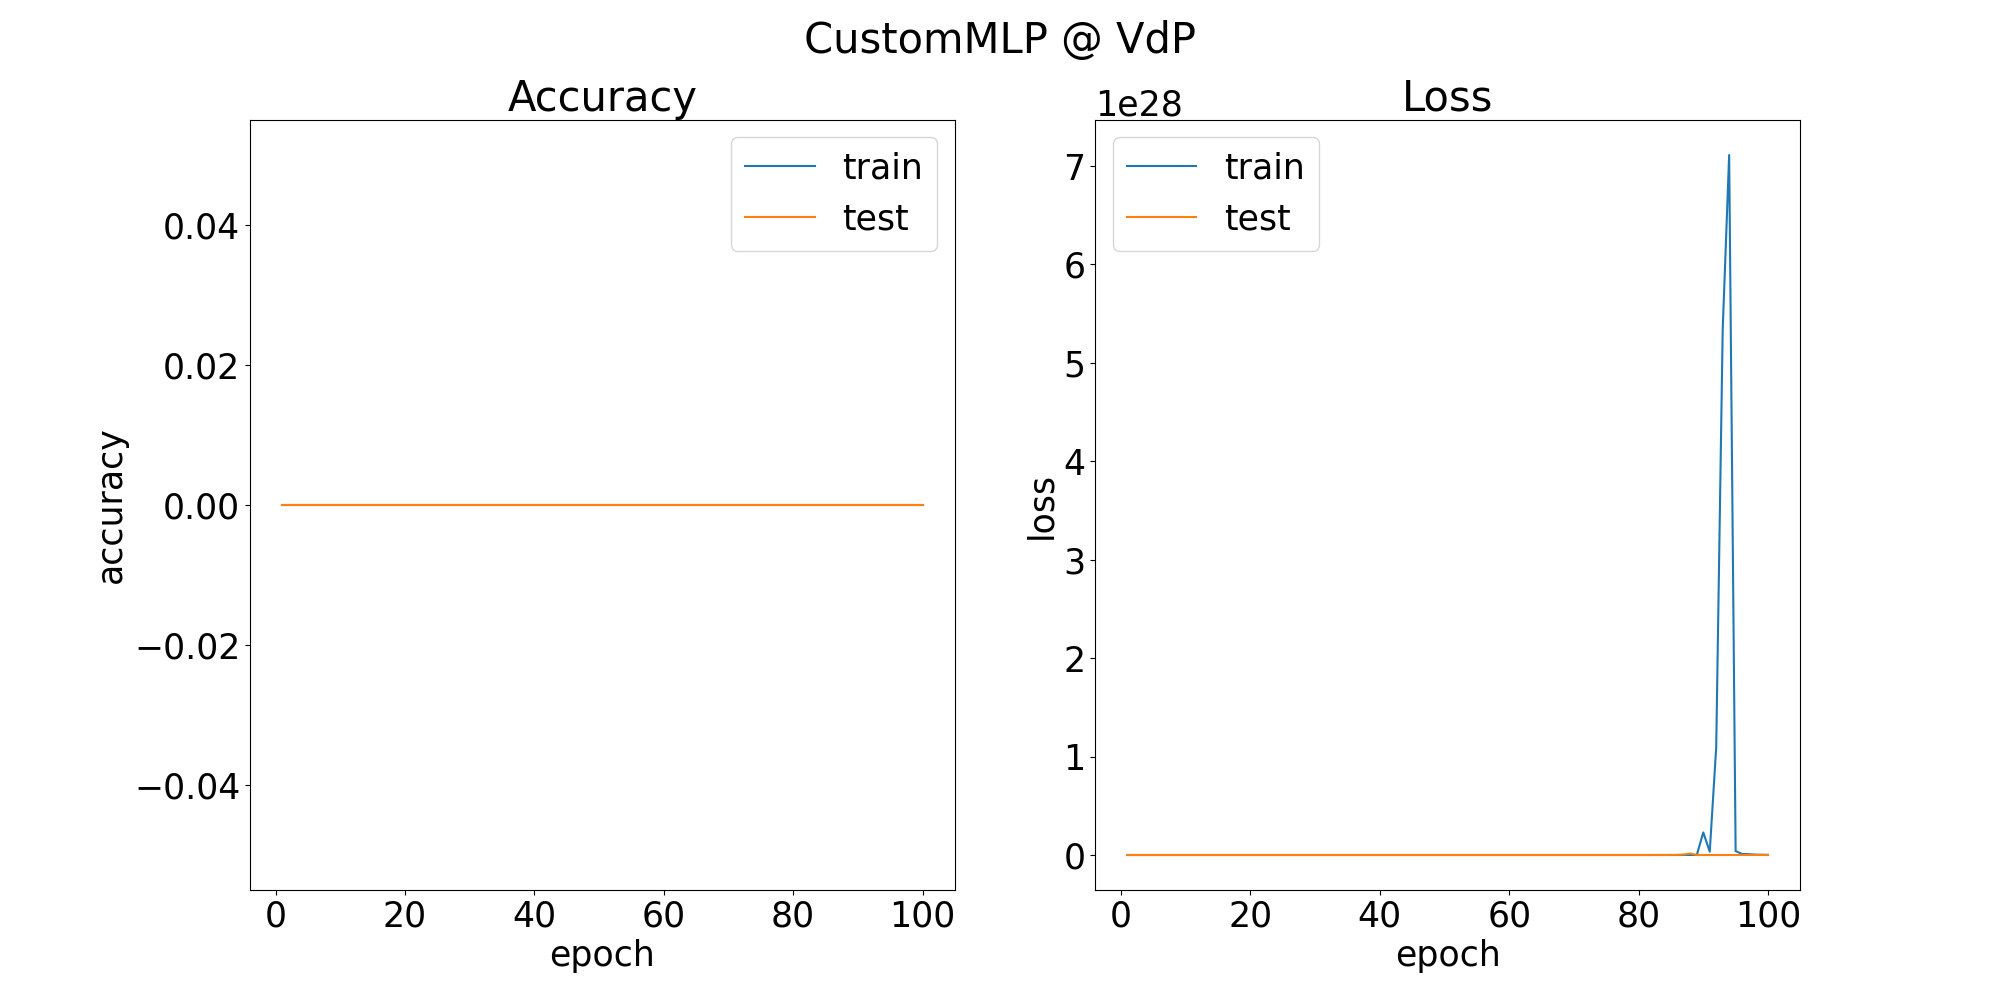 CustomMLP @ VdP
Accuracy
train
test
0.04
0.02
0.00
−0.02
−0.04
accuracy
0 20 40 60 80 100
epoch
Loss
1e28
train
test
7
6
5
4
3
2
1
0
loss
0 20 40 60 80 100
epoch